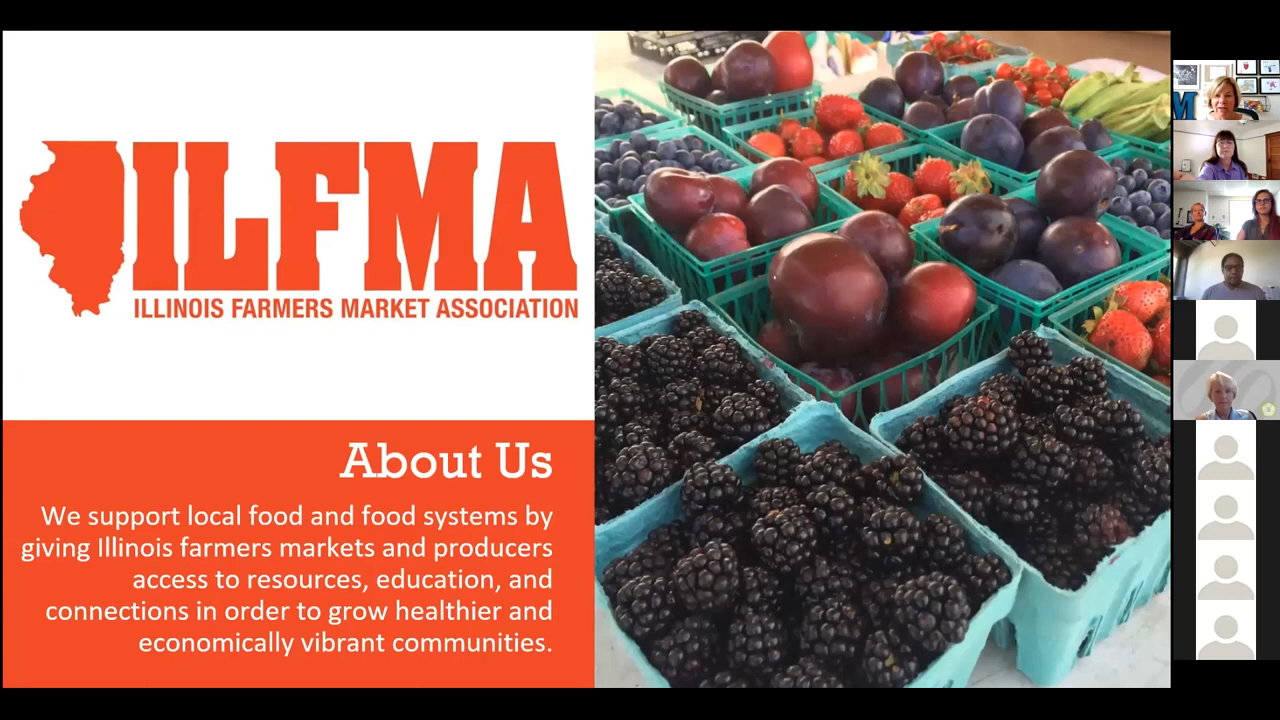 ILFMA
ILLINOIS FARMERS MARKET ASSOCIATION
About Us
We support local food and food systems by
giving Illinois farmers markets and producers
access to resources, education, and
connections in order to grow healthier and
economically vibrant communities.
M